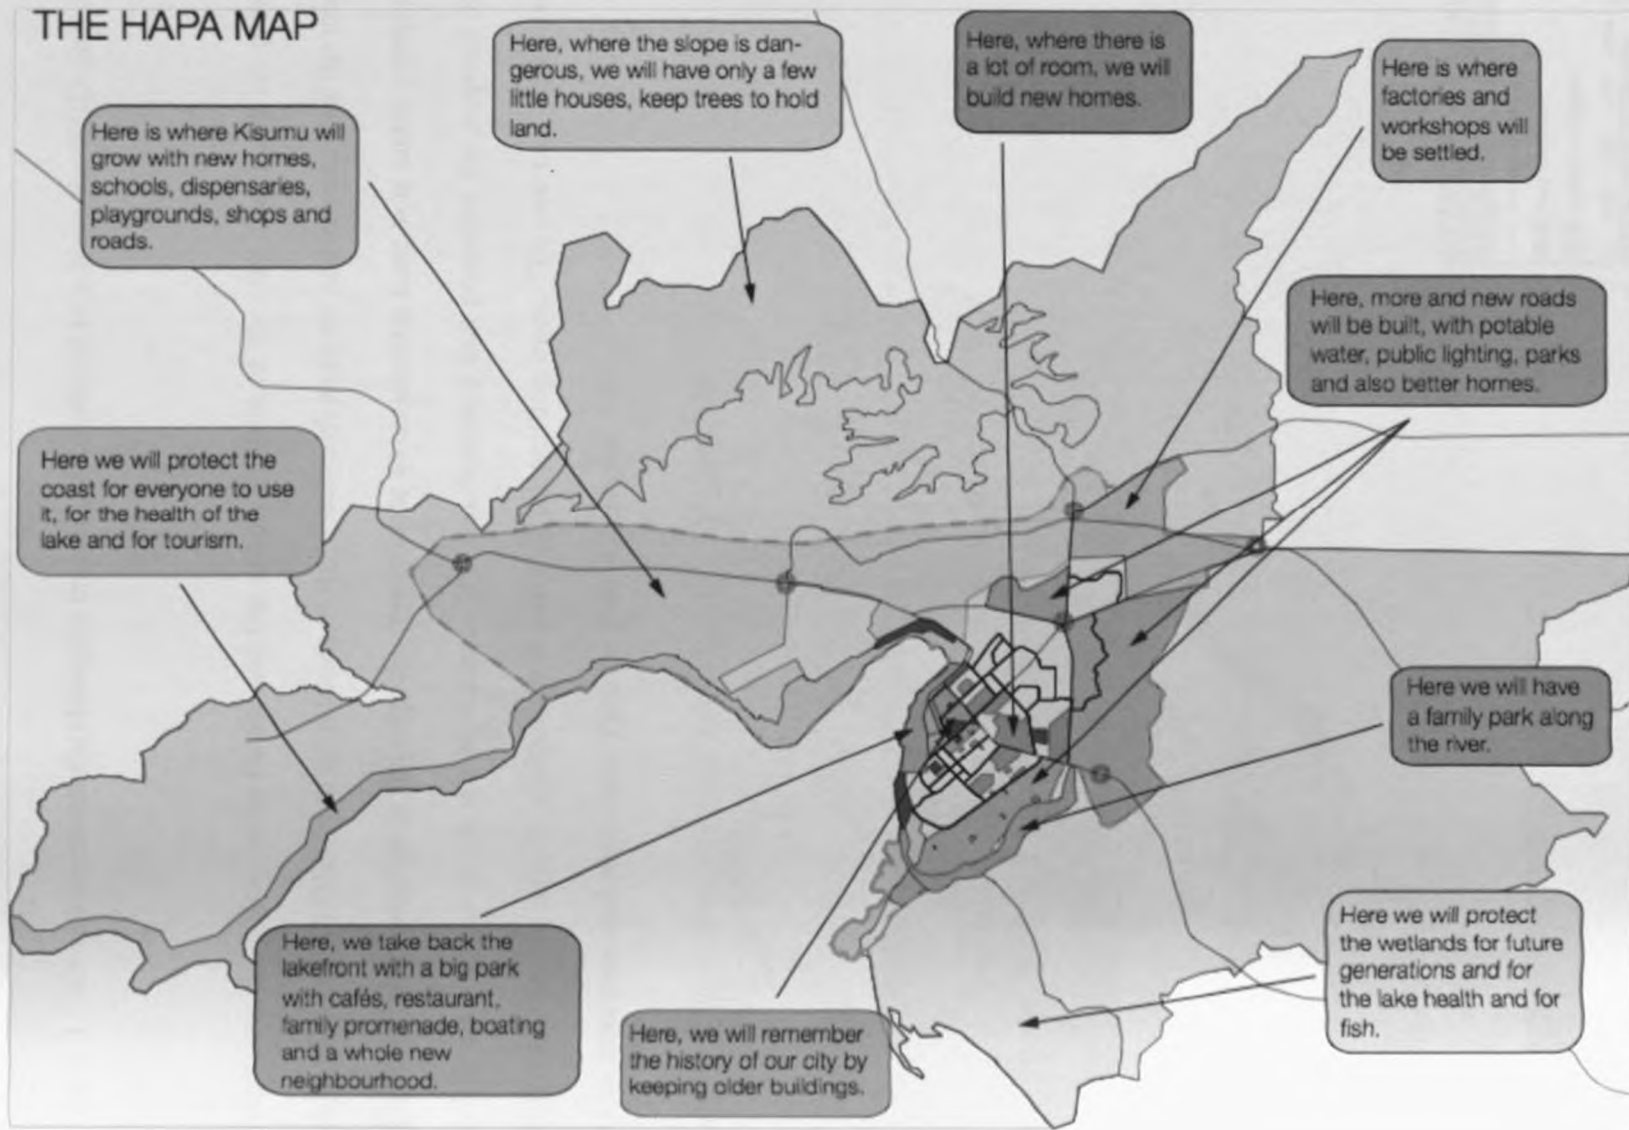 THE HAPA MAP
Here, where the slope is dan-
gerous, we will have only a few
little houses, keep trees to hold
land.
Here, where there is
a lot of room, we will
build new homes.
Here is where
factories and
workshops will
be settled.
Here is where Kisumu will
grow with new homes,
schools, dispensaries,
playgrounds, shops and
roads.
Here, more and new roads
will be built, with potable
water, public lighting, parks
and also better homes.
Here we will protect the
coast for everyone to use
it, for the health of the
lake and for tourism.
Here we will have
a family park along
the river.
Here, we take back the
lakefront with a big park
with cafés, restaurant,
family promenade, boating
and a whole new
neighbourhood.
Here, we will remember
the history of our city by
keeping older buildings.
Here we will protect
the wetlands for future
generations and for
the lake health and for
fish.